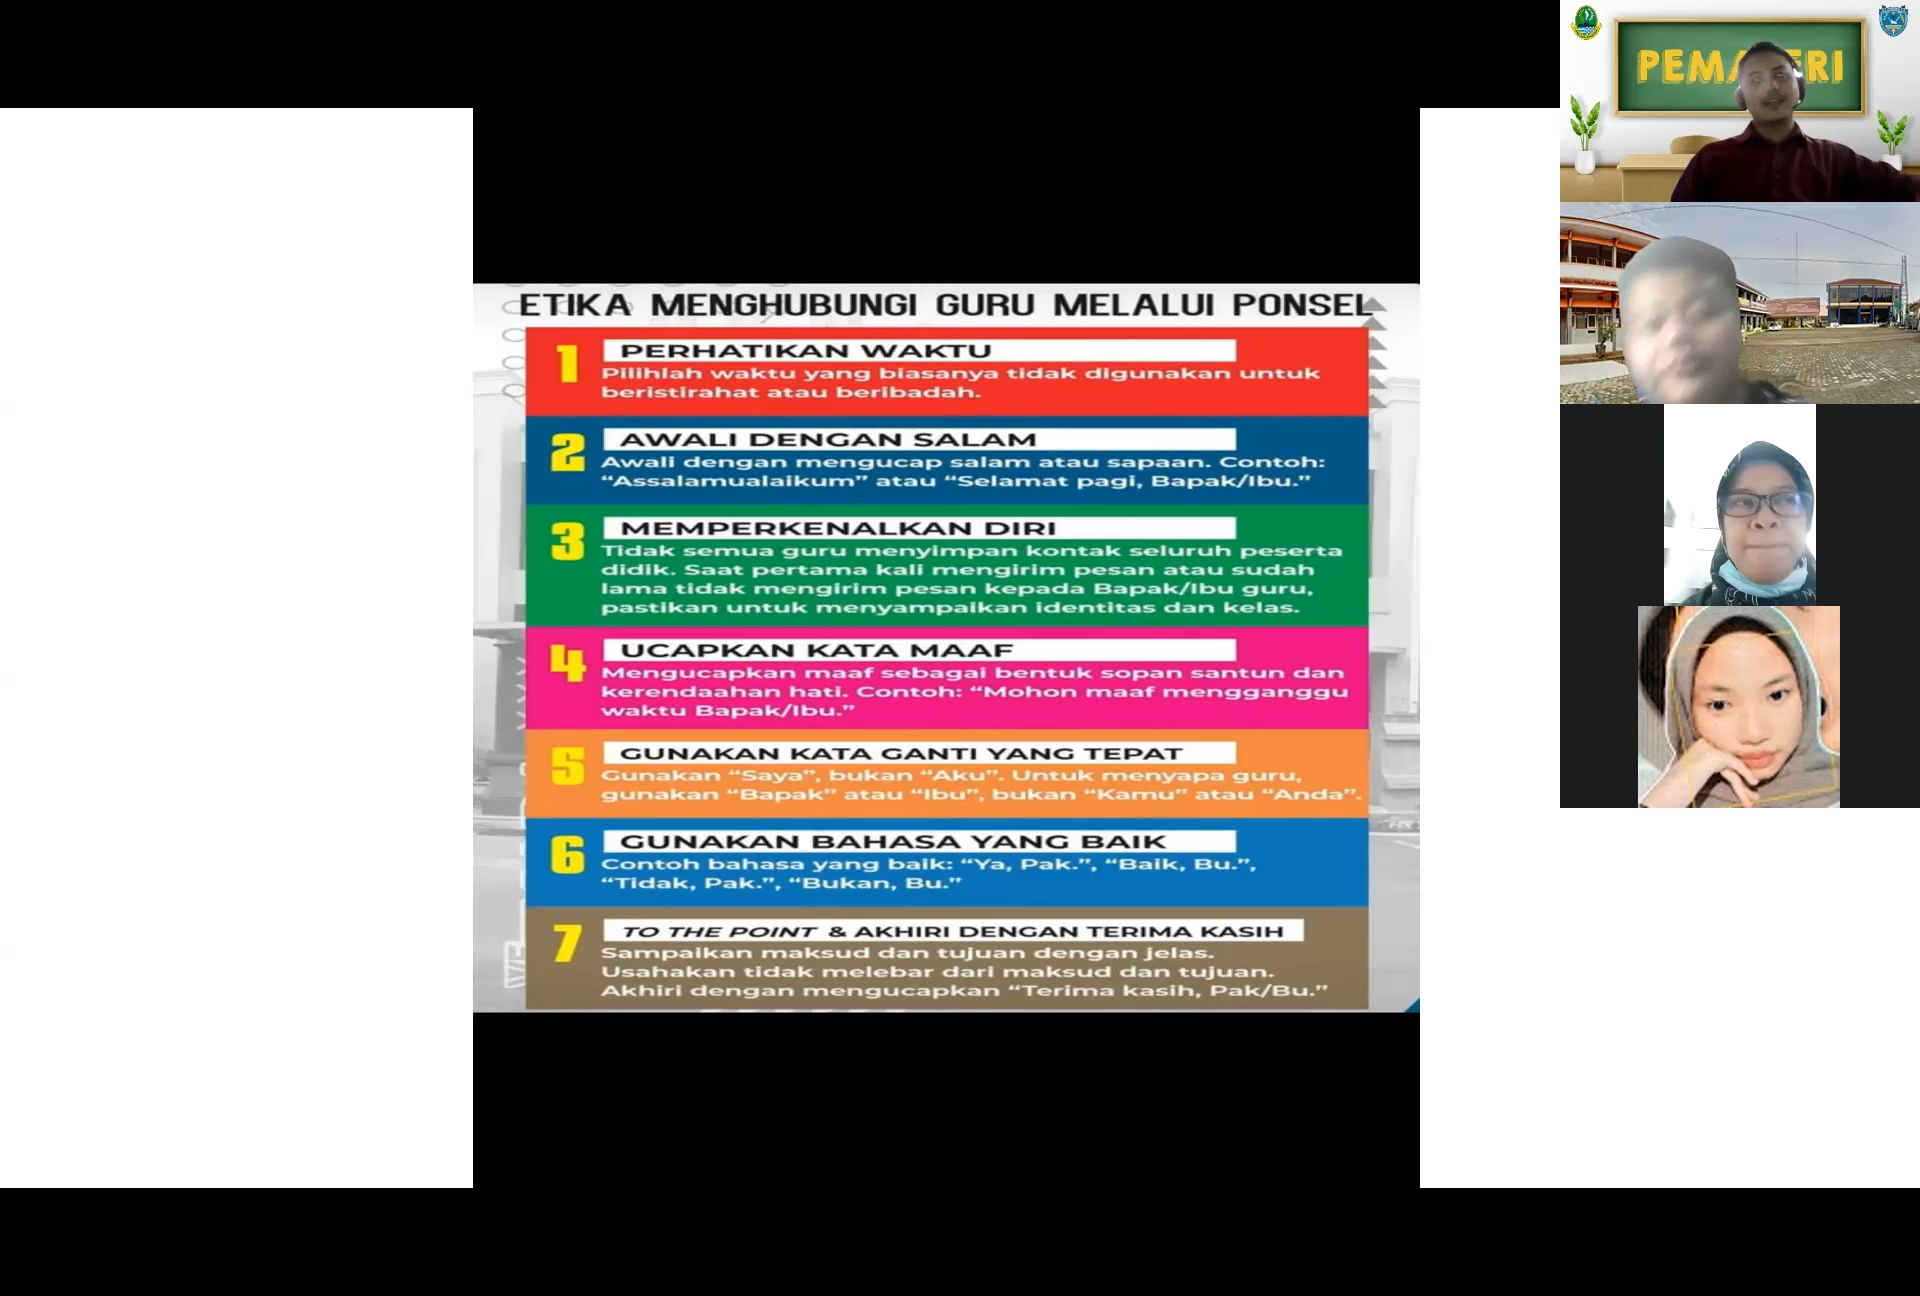 ETIKA MENGHUBUNGI GURU MELALUI PONSEL
1 PERHATIKAN WAKTU
Pilihlah waktu yang biasanya tidak digunakan untuk
beristirahat atau beribadah.
2 AWALI DENGAN SALAM
Awali dengan mengucap salam atau sapaan. Contoh:
“Assalamualaikum” atau “Selamat pagi, Bapak/Ibu.”
3 MEMPERKENALKAN DIRI
Tidak semua guru menyimpan kontak seluruh peserta
didik. Saat pertama kali mengirim pesan atau sudah
lama tidak mengirim pesan kepada Bapak/Ibu guru,
pastikan untuk menyampaikan identitas dan kelas.
4 UCAPKAN KATA MAAF
Mengucapkan maaf sebagai bentuk sopan santun dan
kerendaahan hati. Contoh: “Mohon maaf mengganggu
waktu Bapak/Ibu.”
5 GUNAKAN KATA GANTI YANG TEPAT
Gunakan “Saya”, bukan “Aku”. Untuk menyapa guru,
gunakan “Bapak” atau “Ibu”, bukan “Kamu” atau “Anda”.
6 GUNAKAN BAHASA YANG BAIK
Contoh bahasa yang baik: “Ya, Pak.”, “Baik, Bu.”,
“Tidak, Pak.”, “Bukan, Bu.”
7 TO THE POINT & AKHIRI DENGAN TERIMA KASIH
Sampaikan maksud dan tujuan dengan jelas.
Usahakan tidak melebar dari maksud dan tujuan.
Akhiri dengan mengucapkan “Terima kasih, Pak/Bu.”